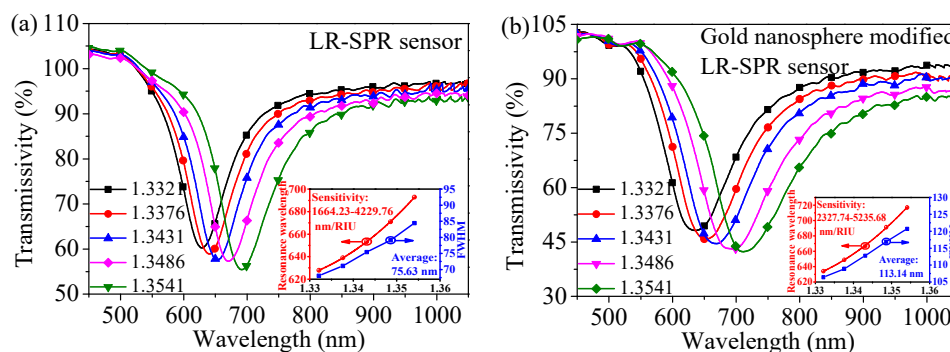 (a)
LR-SPR sensor
Transmissivity (%)
110
100
90
80
70
60
50
1.332
1.3376
1.3431
1.3486
1.3541
Sensitivity:
1664.23-4229.76
nm/RIU
Average:
75.63 nm
Resonance wavelength
700
680
660
640
620
FWHM
95
90
85
80
75
70
1.33 1.34 1.35 1.36
500 600 700 800 900 1000
Wavelength (nm)
(b)
Gold nanosphere modified
LR-SPR sensor
Transmissivity (%)
105
90
75
60
45
30
1.332
1.3376
1.3431
1.3486
1.3541
Sensitivity:
2327.74-5235.68
nm/RIU
Average:
113.14 nm
Resonance wavelength
720
700
680
660
640
620
130
125
120
115
110
105
1.33 1.34 1.35 1.36
500 600 700 800 900 1000
Wavelength (nm)